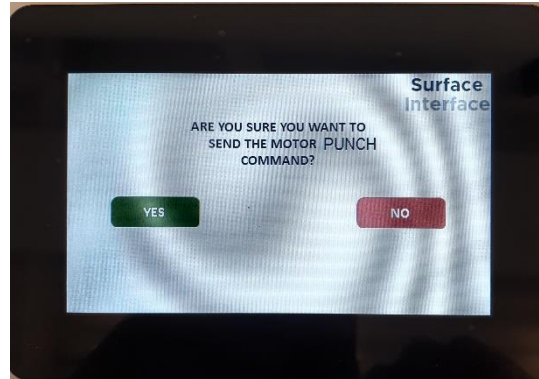 Surface
Interface
ARE YOU SURE YOU WANT TO
SEND THE MOTOR PUNCH
COMMAND?
YES
NO